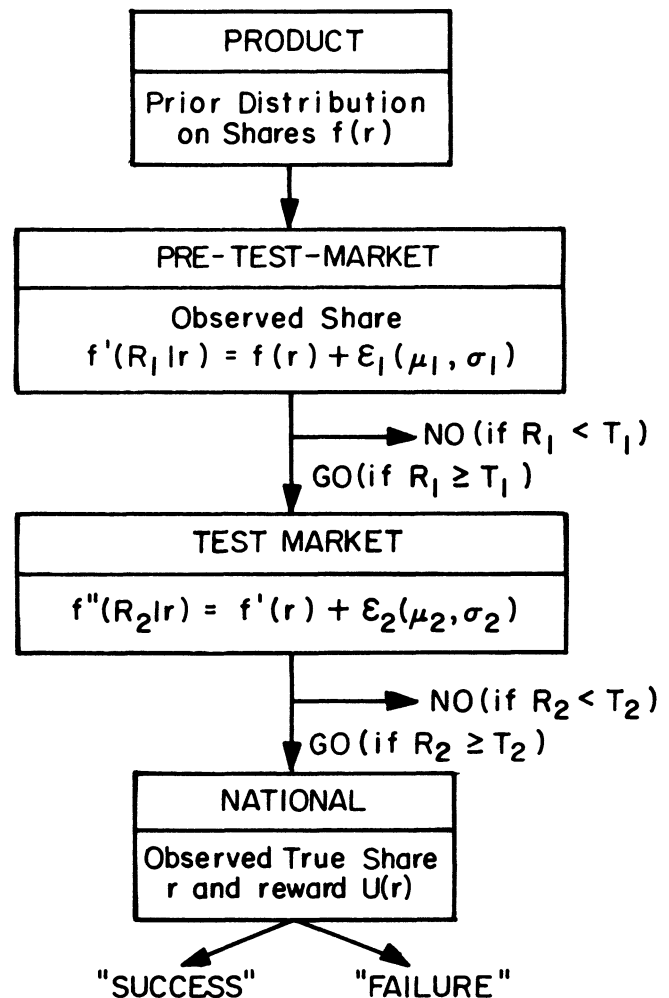 PRODUCT
Prior Distribution
on Shares f(r)
PRE-TEST-MARKET
Observed Share
f'(R₁|r) = f(r) + Ɛ₁(μ₁, σ₁)
NO (if R₁ < T₁)
GO (if R₁ ≥ T₁)
TEST MARKET
f"(R₂|r) = f'(r) + Ɛ₂(μ₂, σ₂)
NO (if R₂ < T₂)
GO (if R₂ ≥ T₂)
NATIONAL
Observed True Share
r and reward U(r)
"SUCCESS" "FAILURE"